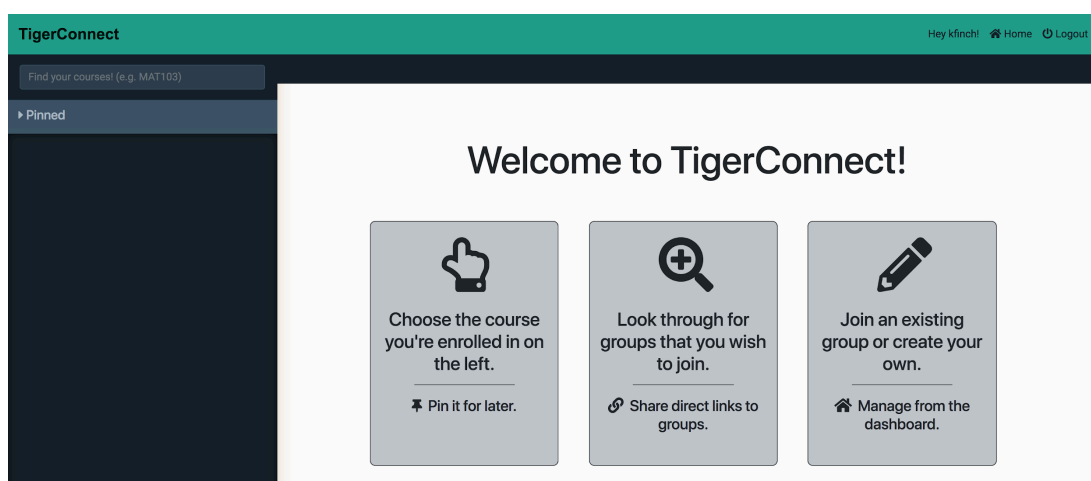 TigerConnect
Hey kfinch! Home Logout
Find your courses! (e.g. MAT103)
Pinned
Welcome to TigerConnect!
Choose the course
you're enrolled in on
the left.
Pin it for later.
Look through for
groups that you wish
to join.
Share direct links to
groups.
Join an existing
group or create your
own.
Manage from the
dashboard.